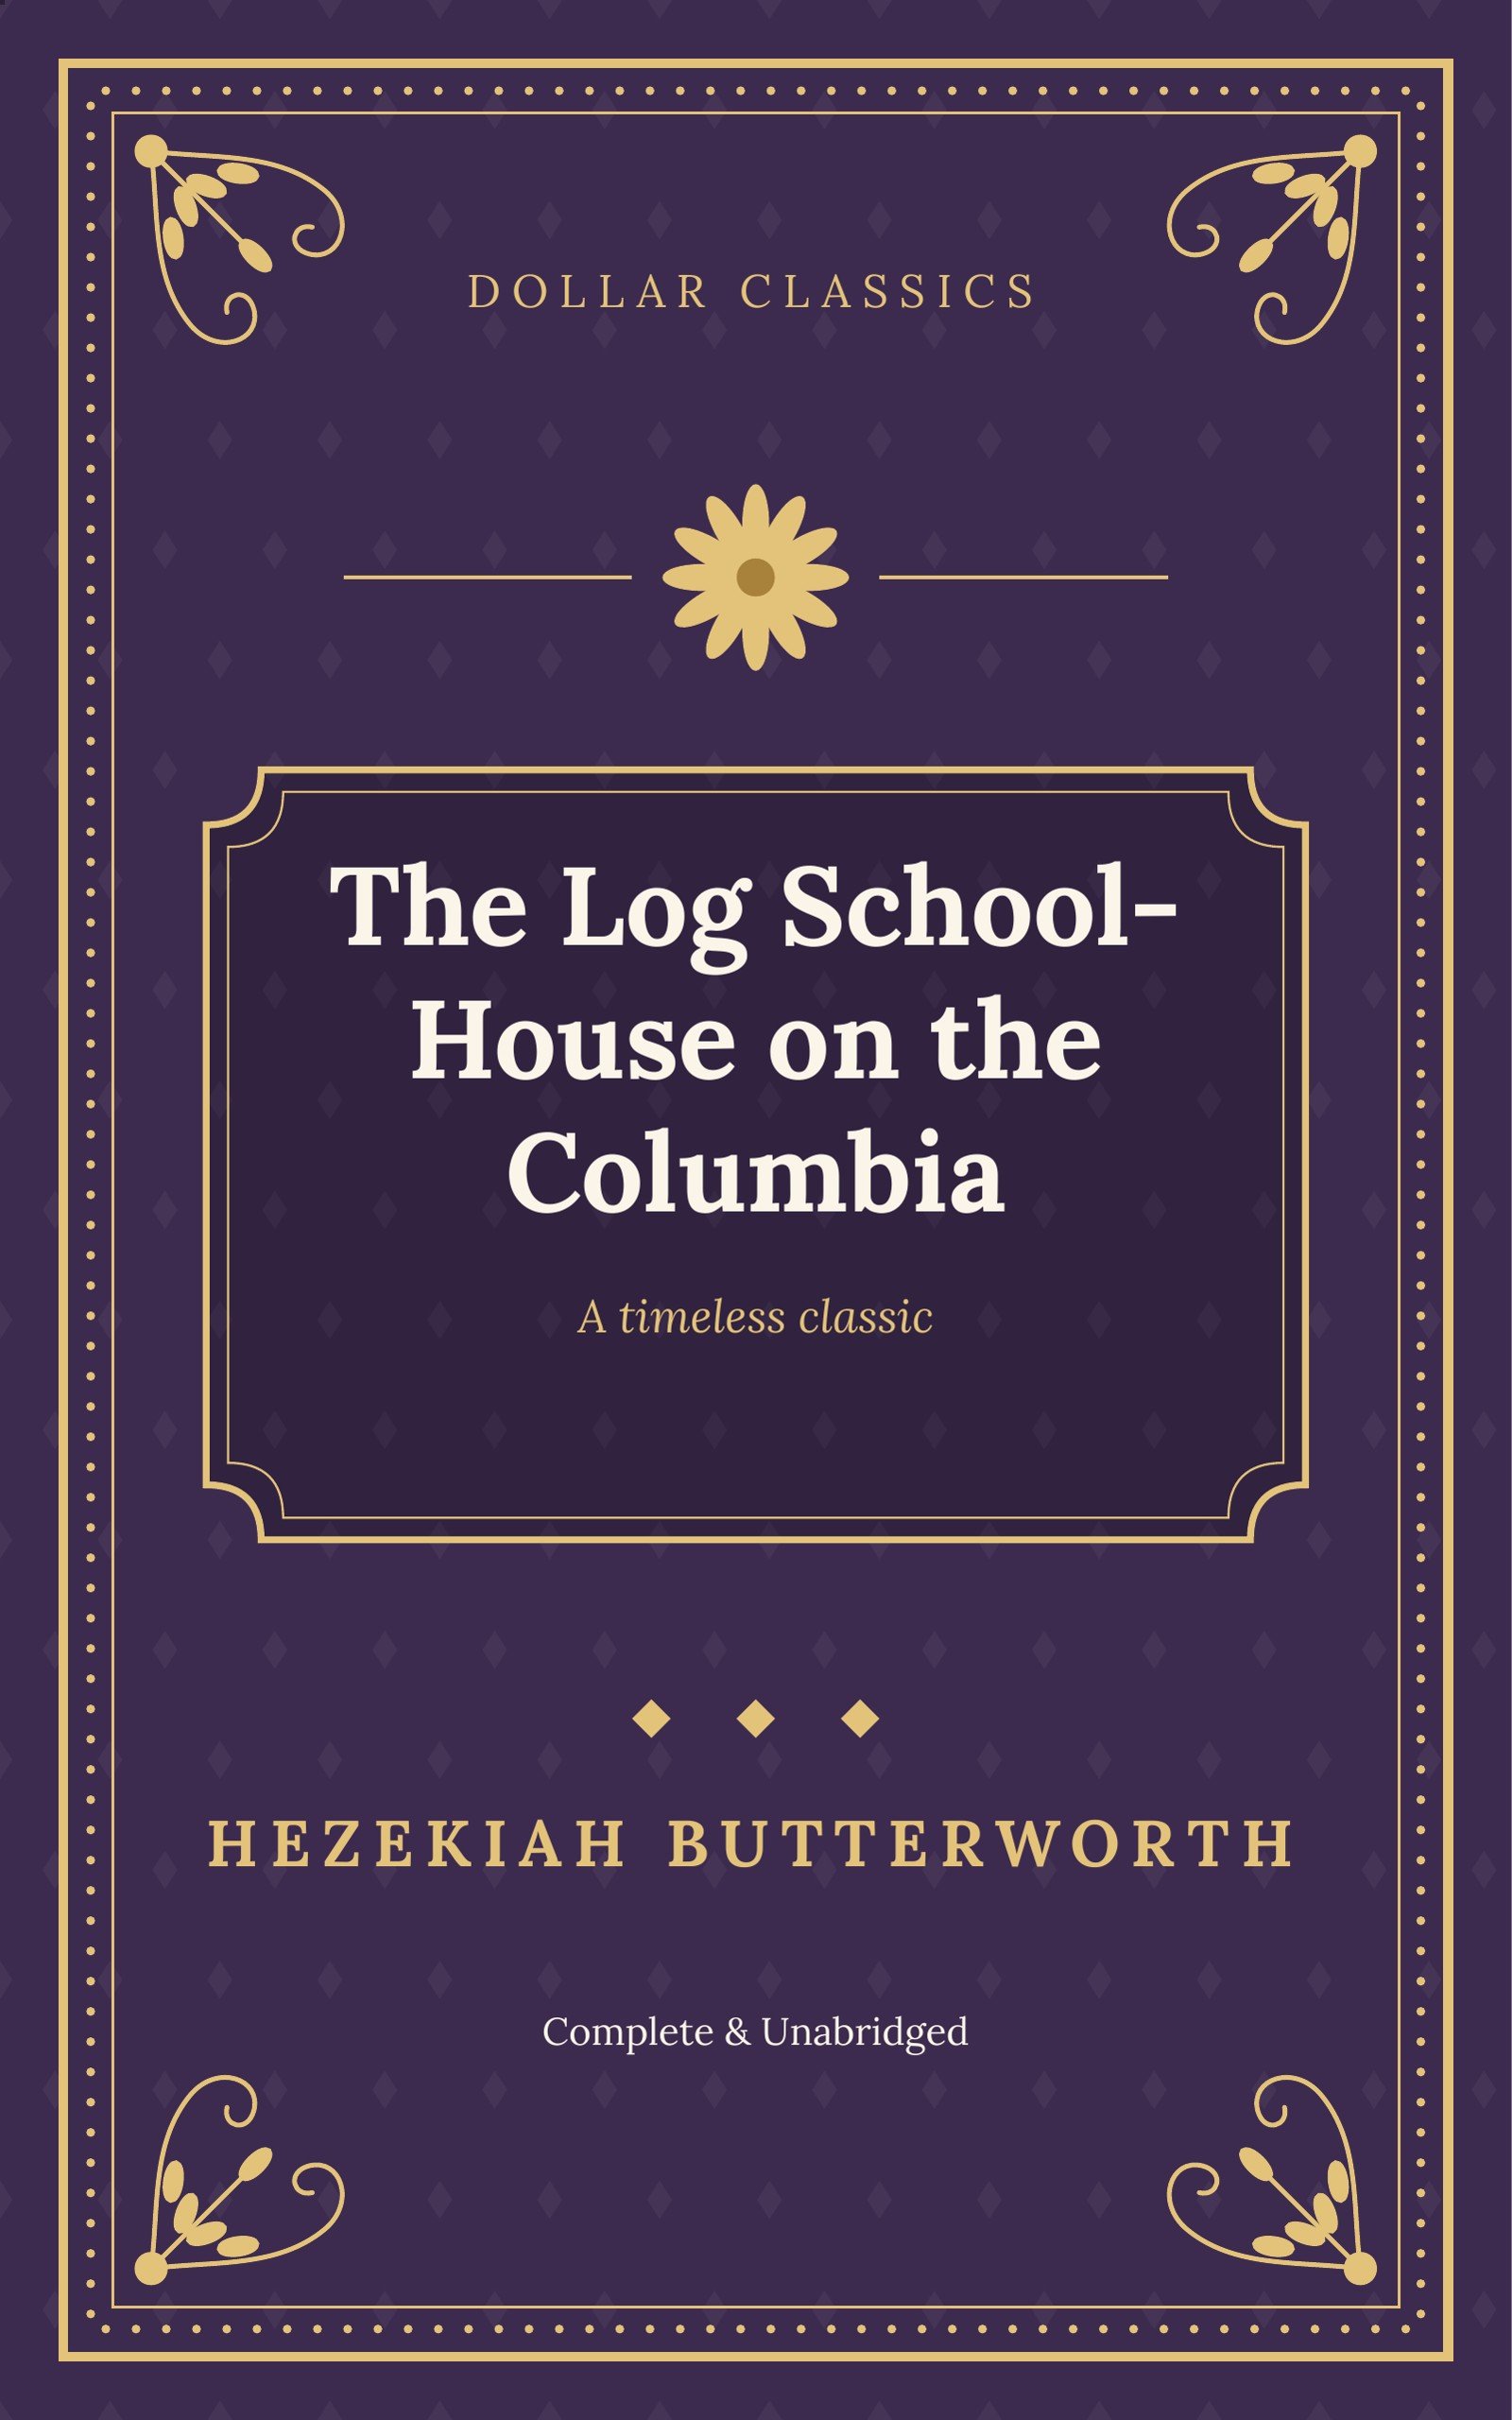 DOLLAR CLASSICS
The Log School-
House on the
Columbia
A timeless classic
HEZEKIAH BUTTERWORTH
Complete & Unabridged